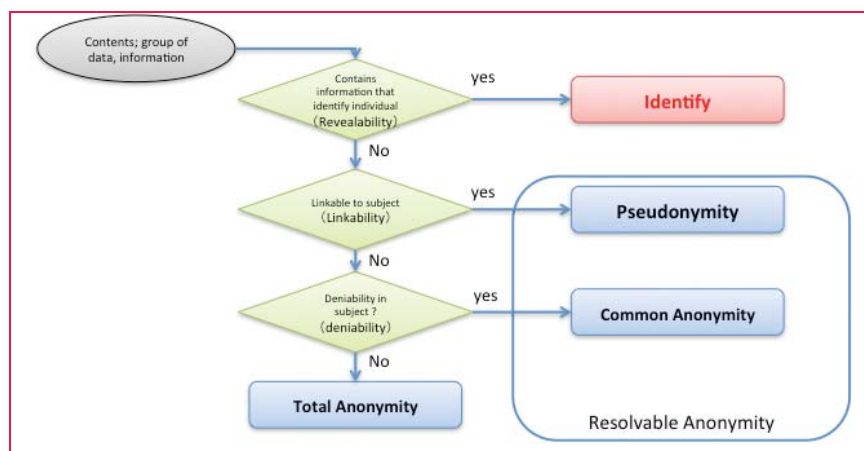 Contents; group of
data, information
Contains
information that
identify individual
(Revealability)
yes
Identify
No
Linkable to subject
(Linkability)
yes
Pseudonymity
No
Deniability in
subject ?
(deniability)
yes
Common Anonymity
No
Total Anonymity
Resolvable Anonymity